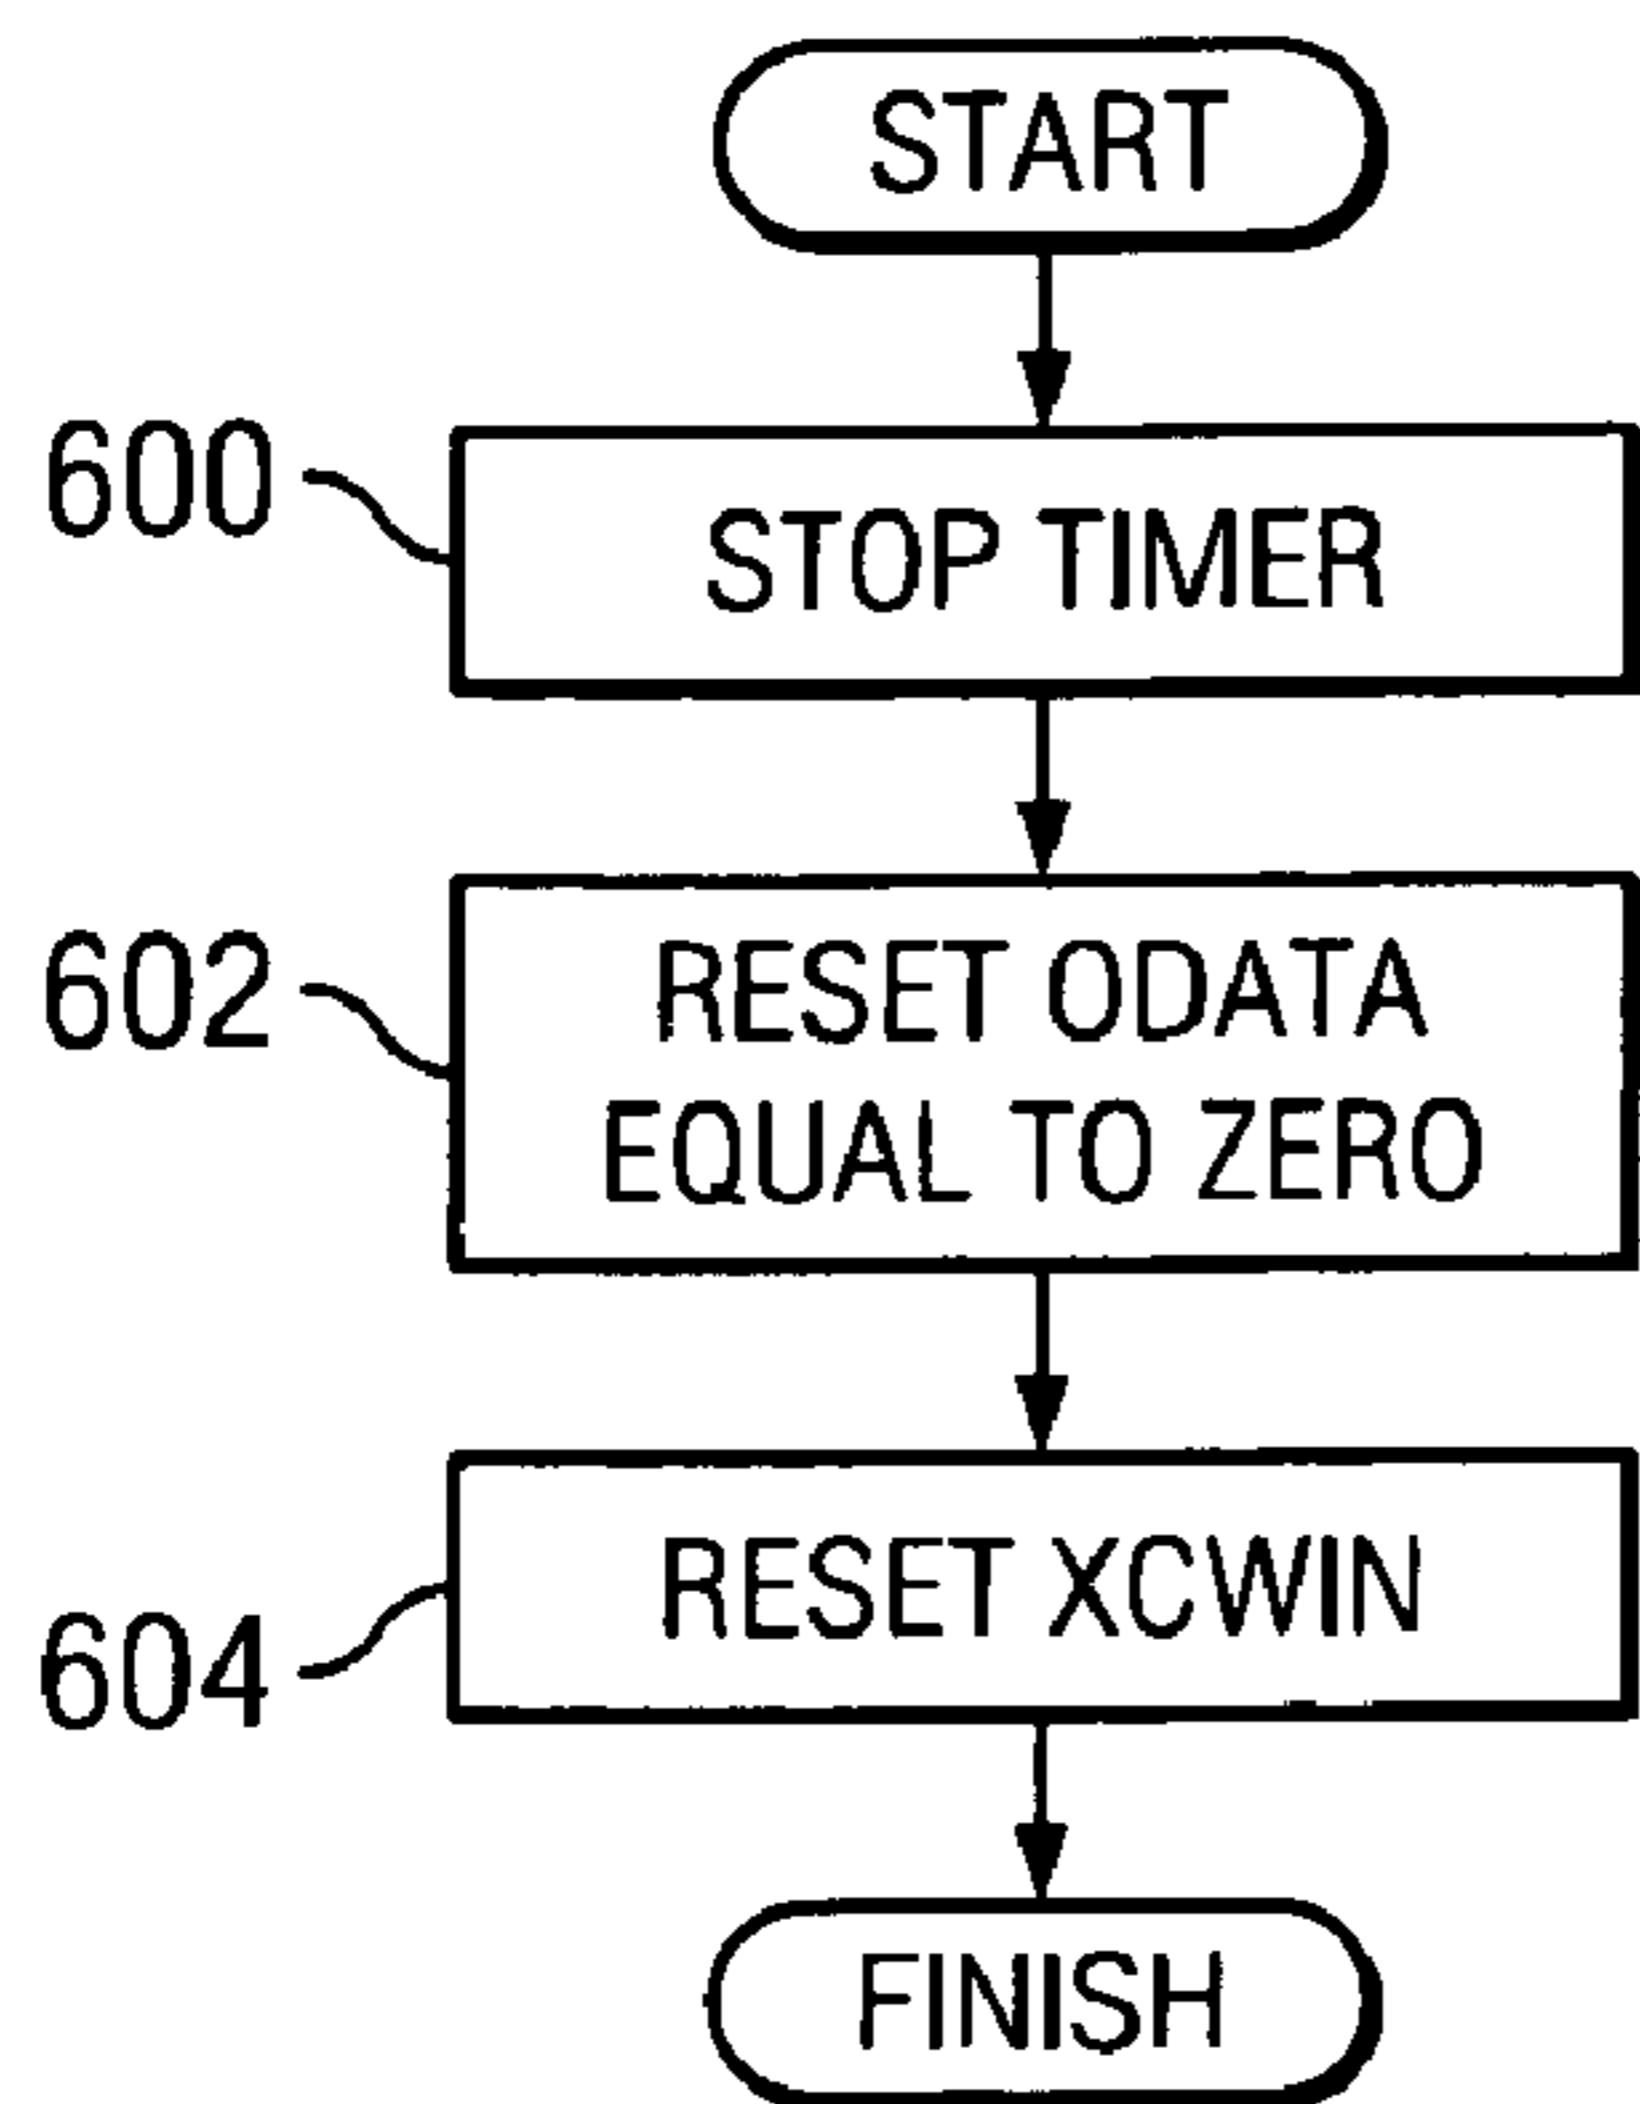 START
600
STOP TIMER
602
RESET ODATA
EQUAL TO ZERO
RESET XCWIN
604
FINISH